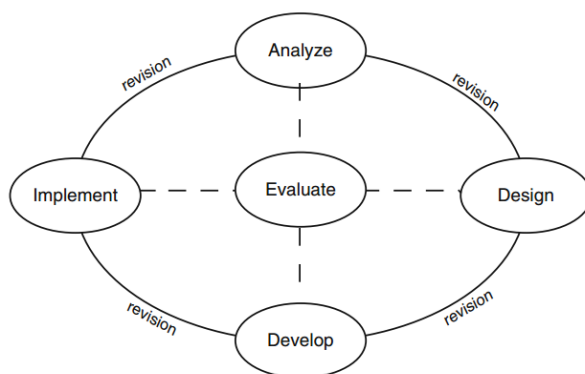 Analyze
revision
revision
Implement
Evaluate
Design
revision
revision
Develop